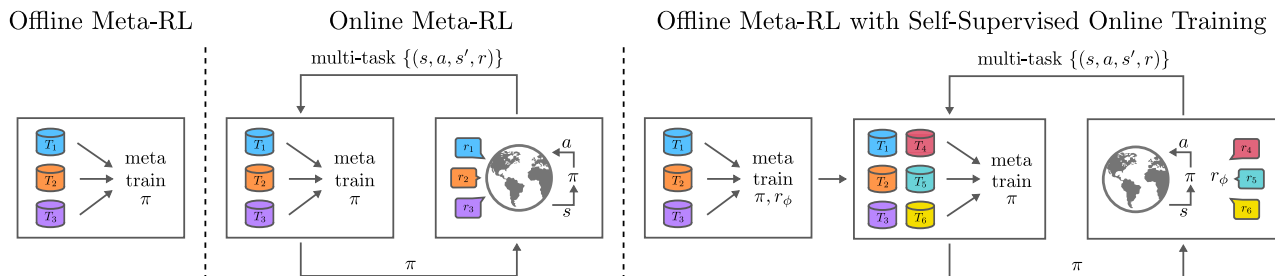 Offline Meta-RL
T₁
T₂
T₃
meta
train
π
Online Meta-RL
multi-task {(s, a, s′, r)}
T₁
T₂
T₃
meta
train
π
r₁
r₂
r₃
a
π
s
π
Offline Meta-RL with Self-Supervised Online Training
multi-task {(s, a, s′, r)}
T₁
T₂
T₃
meta
train
π, r_ϕ
T₁ T₄
T₂ T₅
T₃ T₆
meta
train
π
a
π
s
r_ϕ
r₄
r₅
r₆
π